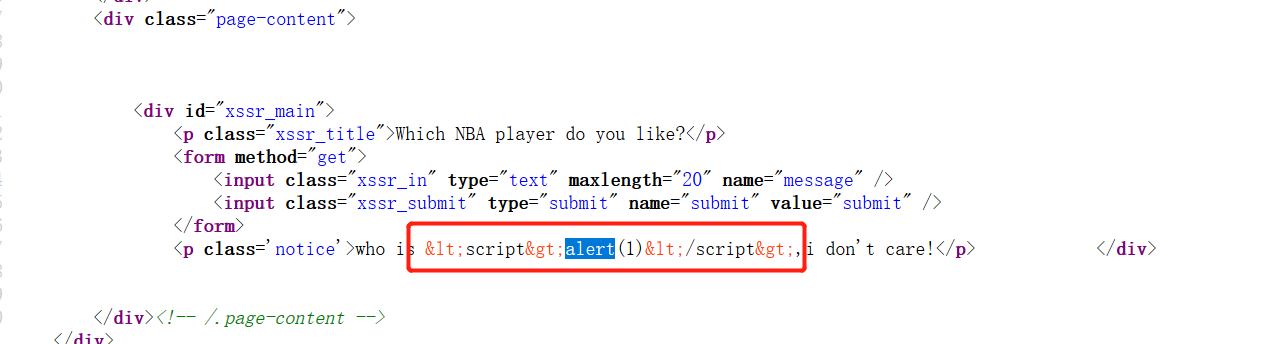 <div class="page-content">
<div id="xssr_main">
<p class="xssr_title">Which NBA player do you like?</p>
<form method="get">
<input class="xssr_in" type="text" maxlength="20" name="message" />
<input class="xssr_submit" type="submit" name="submit" value="submit" />
</form>
<p class='notice'>who is &lt;script&gt;alert(1)&lt;/script&gt;,i don't care!</p> </div>
</div><!-- /.page-content -->
</div>